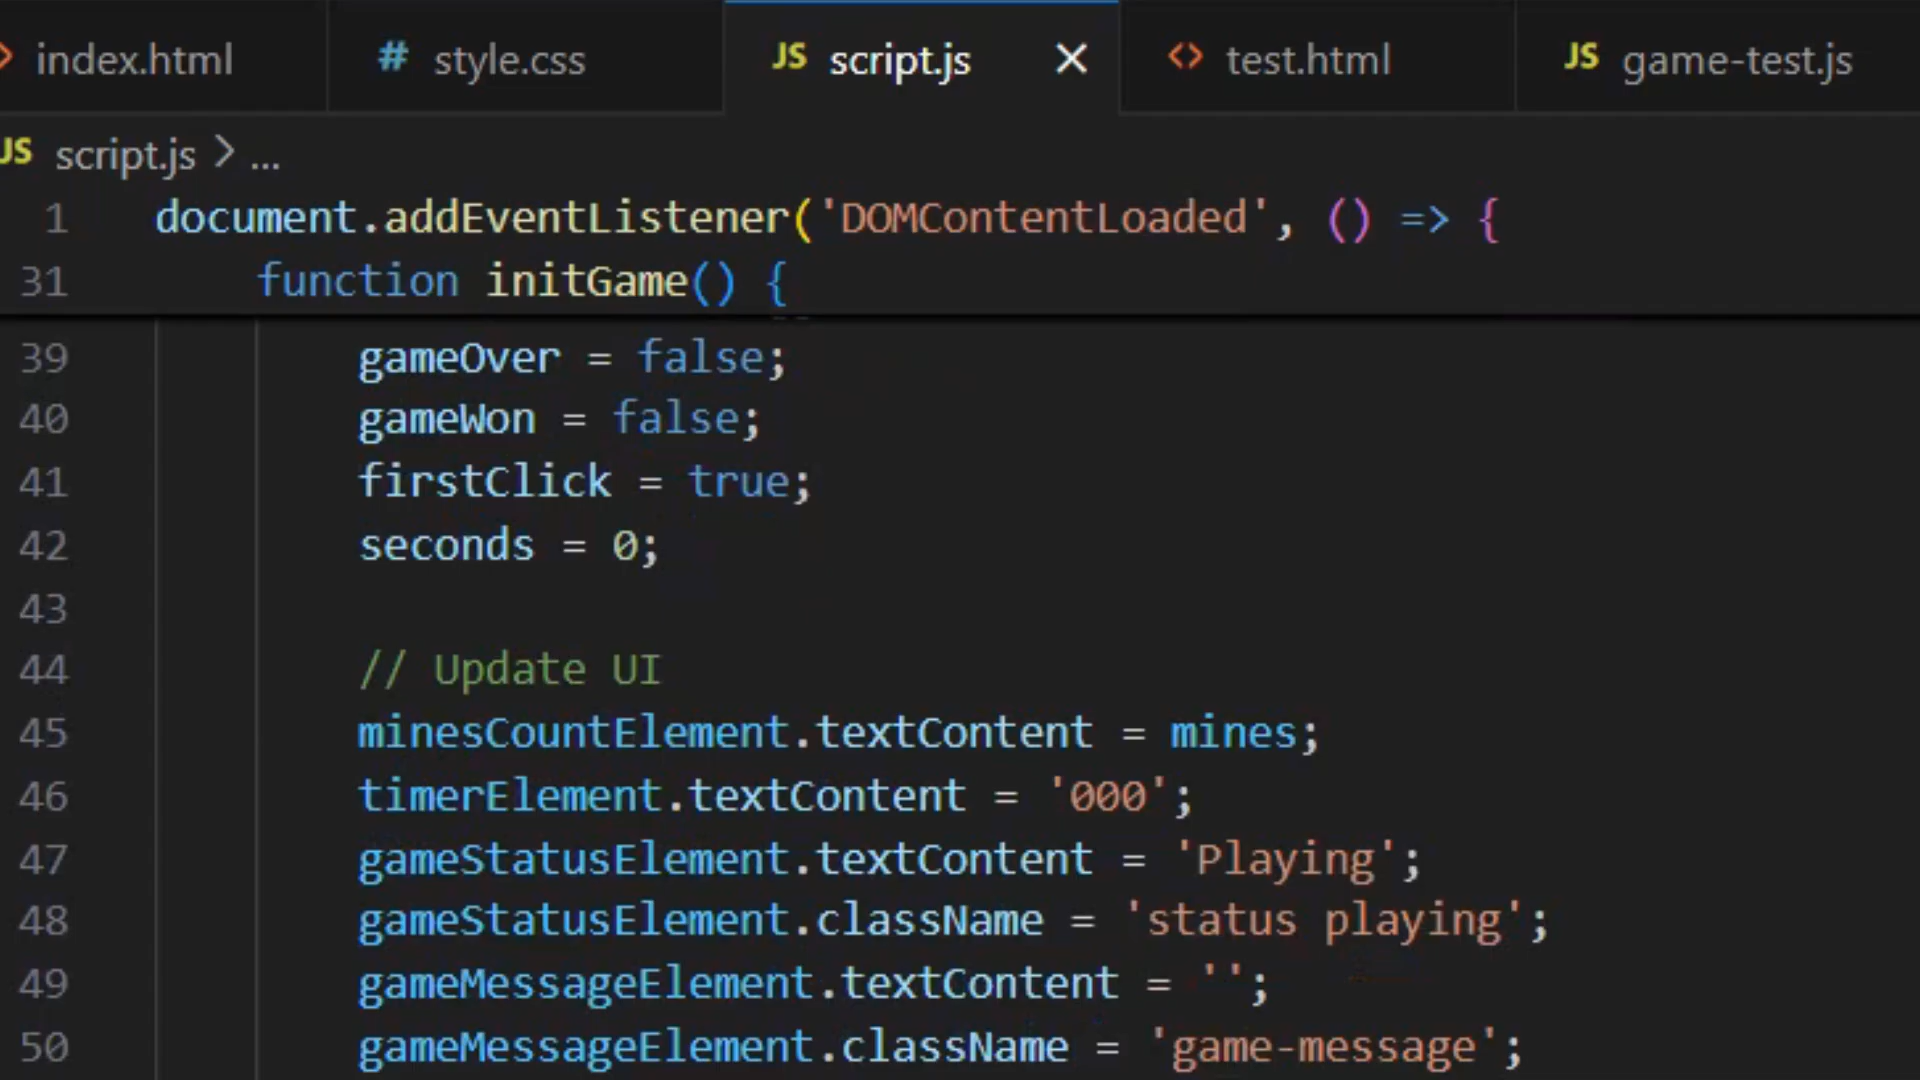 index.html # style.css JS script.js × <> test.html JS game-test.js
JS script.js > ...
1 document.addEventListener('DOMContentLoaded', () => {
31 function initGame() {
39 gameOver = false;
40 gameWon = false;
41 firstClick = true;
42 seconds = 0;
43
44 // Update UI
45 minesCountElement.textContent = mines;
46 timerElement.textContent = '000';
47 gameStatusElement.textContent = 'Playing';
48 gameStatusElement.className = 'status playing';
49 gameMessageElement.textContent = '';
50 gameMessageElement.className = 'game-message';